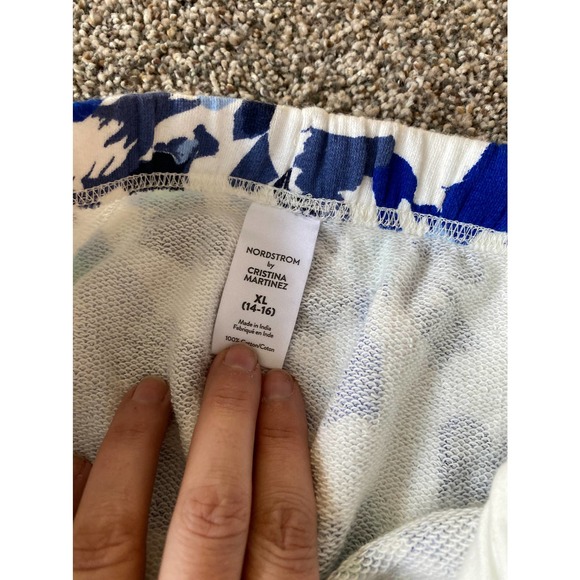 NORDSTROM
by
CRISTINA
MARTINEZ
XL
(14-16)
Made in India
Fabriqué en Inde
100% Cotton/Coton